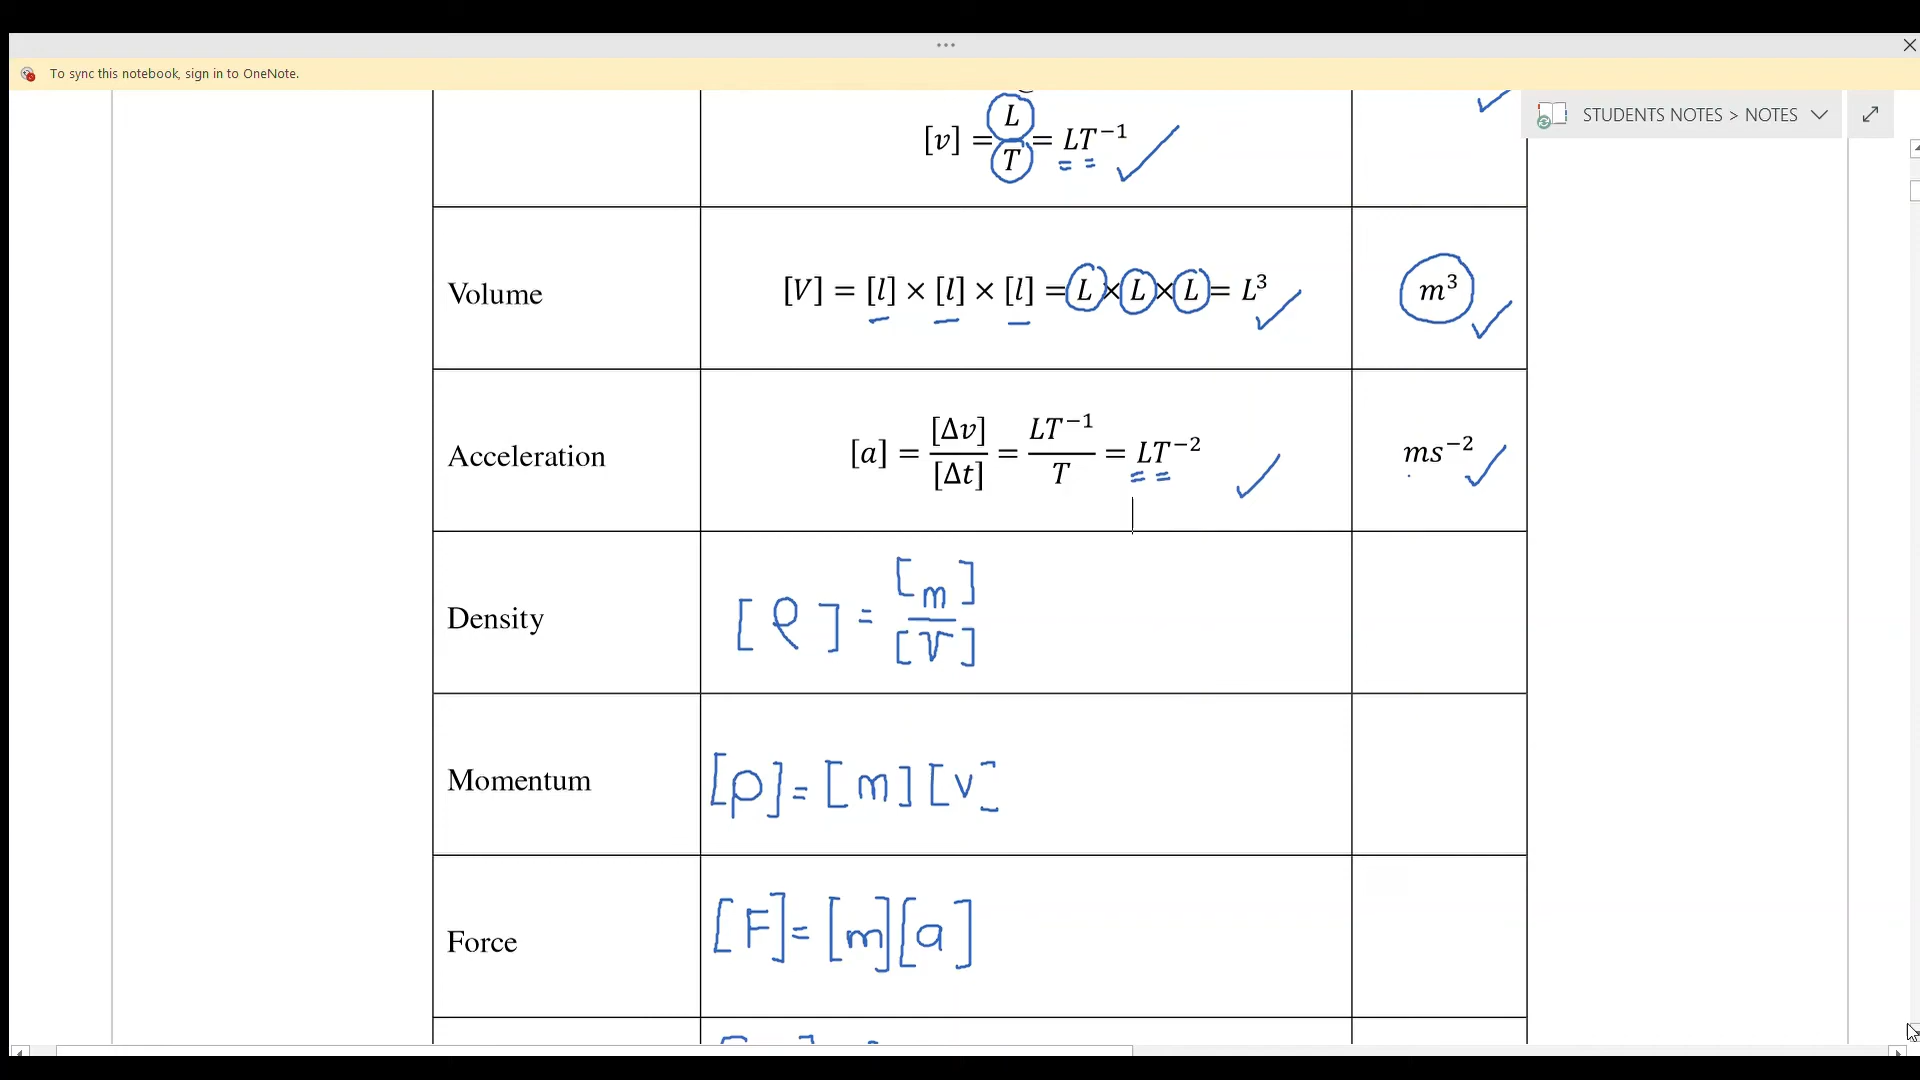 To sync this notebook, sign in to OneNote.
STUDENTS NOTES > NOTES
[v] = L/T = LT⁻¹
Volume
[V] = [l] × [l] × [l] = L × L × L = L³
m³
Acceleration
[a] = [Δv]/[Δt] = LT⁻¹/T = LT⁻²
ms⁻²
Density
[ρ] = [m]/[V]
Momentum
[p] = [m] [v]
Force
[F] = [m] [a]